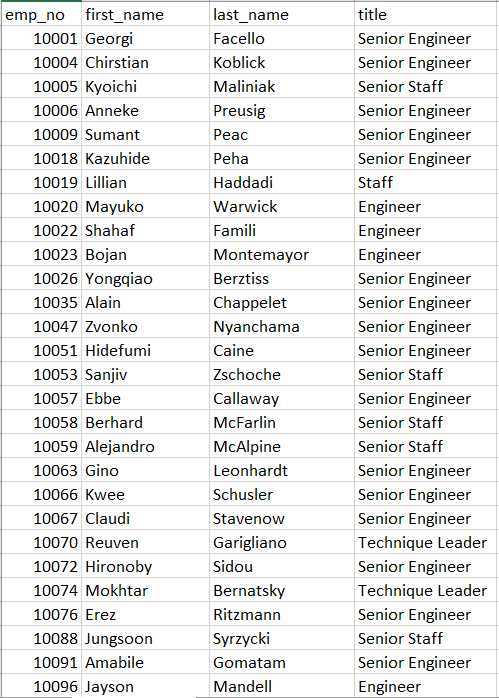 emp_no first_name last_name title
10001 Georgi Facello Senior Engineer
10004 Chirstian Koblick Senior Engineer
10005 Kyoichi Maliniak Senior Staff
10006 Anneke Preusig Senior Engineer
10009 Sumant Peac Senior Engineer
10018 Kazuhide Peha Senior Engineer
10019 Lillian Haddadi Staff
10020 Mayuko Warwick Engineer
10022 Shahaf Famili Engineer
10023 Bojan Montemayor Engineer
10026 Yongqiao Berztiss Senior Engineer
10035 Alain Chappelet Senior Engineer
10047 Zvonko Nyanchama Senior Engineer
10051 Hidefumi Caine Senior Engineer
10053 Sanjiv Zschoche Senior Staff
10057 Ebbe Callaway Senior Engineer
10058 Berhard McFarlin Senior Staff
10059 Alejandro McAlpine Senior Staff
10063 Gino Leonhardt Senior Engineer
10066 Kwee Schusler Senior Engineer
10067 Claudi Stavenow Senior Engineer
10070 Reuven Garigliano Technique Leader
10072 Hironoby Sidou Senior Engineer
10074 Mokhtar Bernatsky Technique Leader
10076 Erez Ritzmann Senior Engineer
10088 Jungsoon Syrzycki Senior Staff
10091 Amabile Gomatam Senior Engineer
10096 Jayson Mandell Engineer